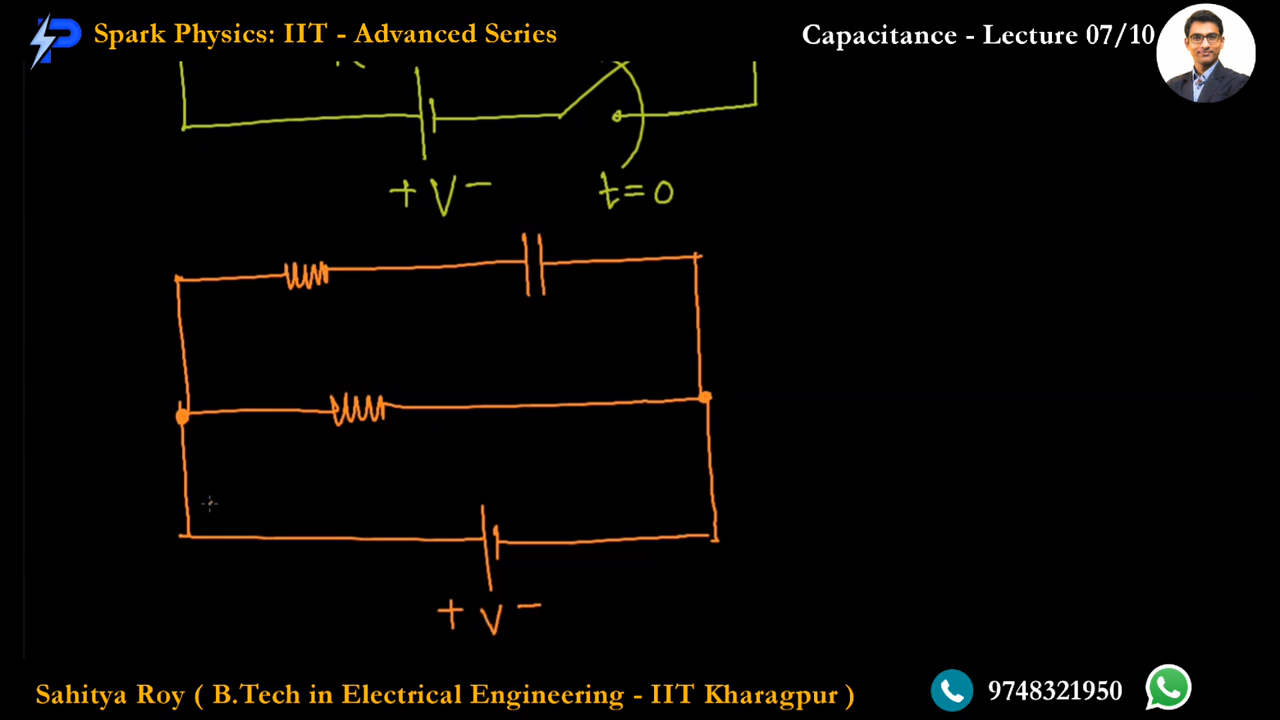 Spark Physics: IIT - Advanced Series
Capacitance - Lecture 07/10
+ V −
t = 0
+ V −
Sahitya Roy ( B.Tech in Electrical Engineering - IIT Kharagpur )
9748321950